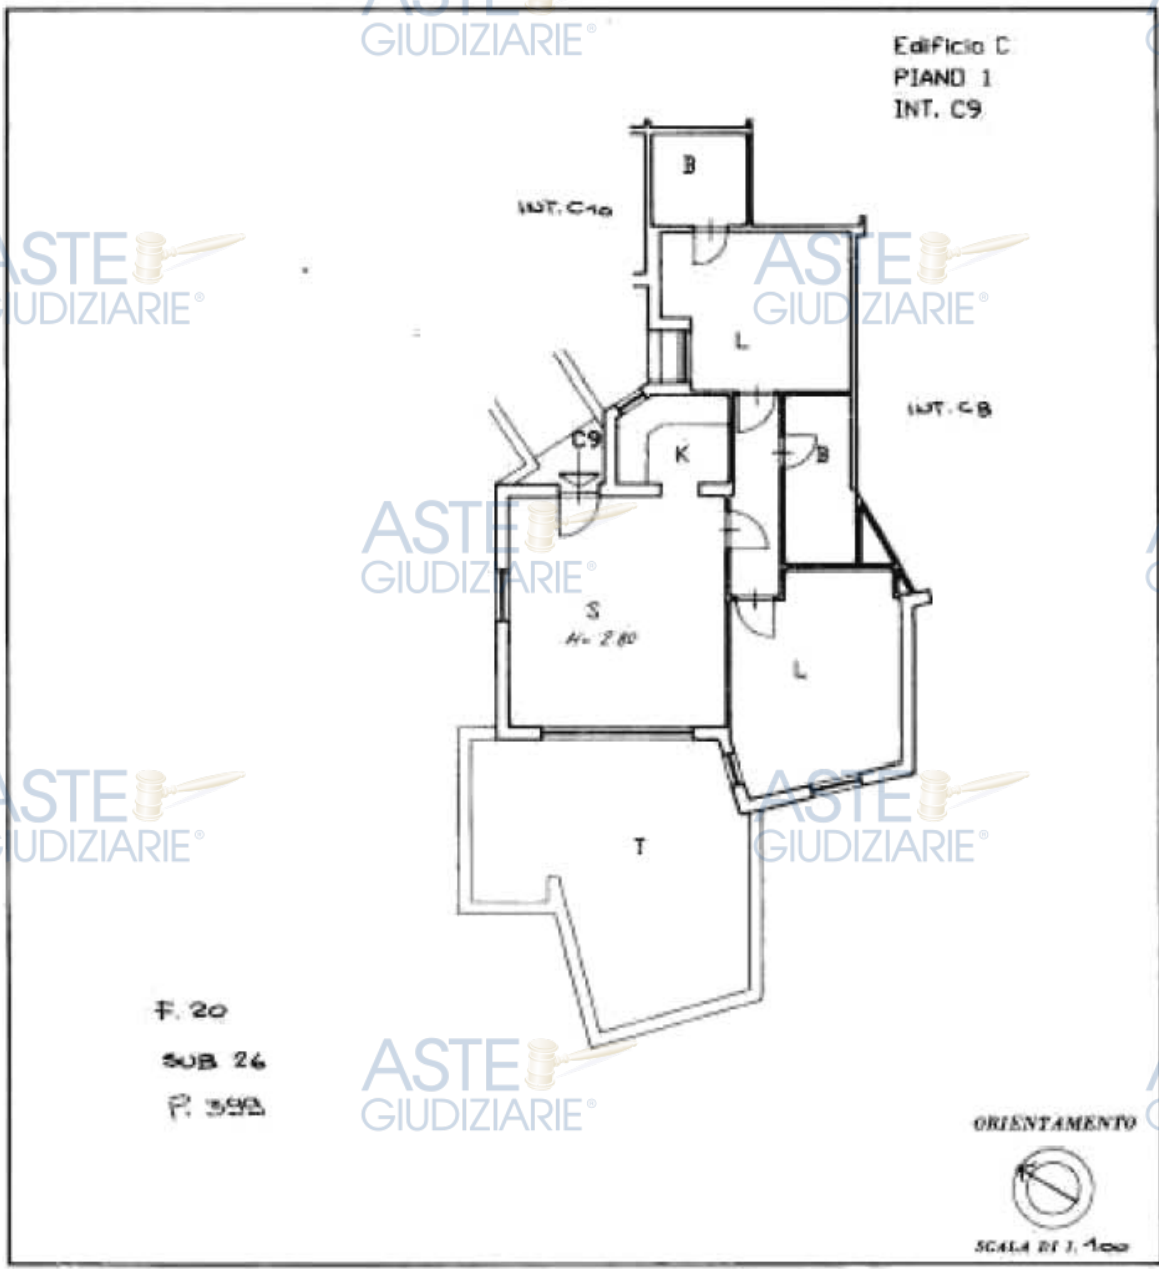 ASTE
GIUDIZIARIE®
Edificio C
PIANO 1
INT. C9
B
INT. C10
ASTE
GIUDIZIARIE®
ASTE
GIUDIZIARIE®
L
INT. C8
C9
K
B
ASTE
GIUDIZIARIE®
S
H= 2.80
L
ASTE
GIUDIZIARIE®
ASTE
GIUDIZIARIE®
T
F. 20
SUB 26
P. 399
ASTE
GIUDIZIARIE®
ORIENTAMENTO
SCALA DI 1: 100